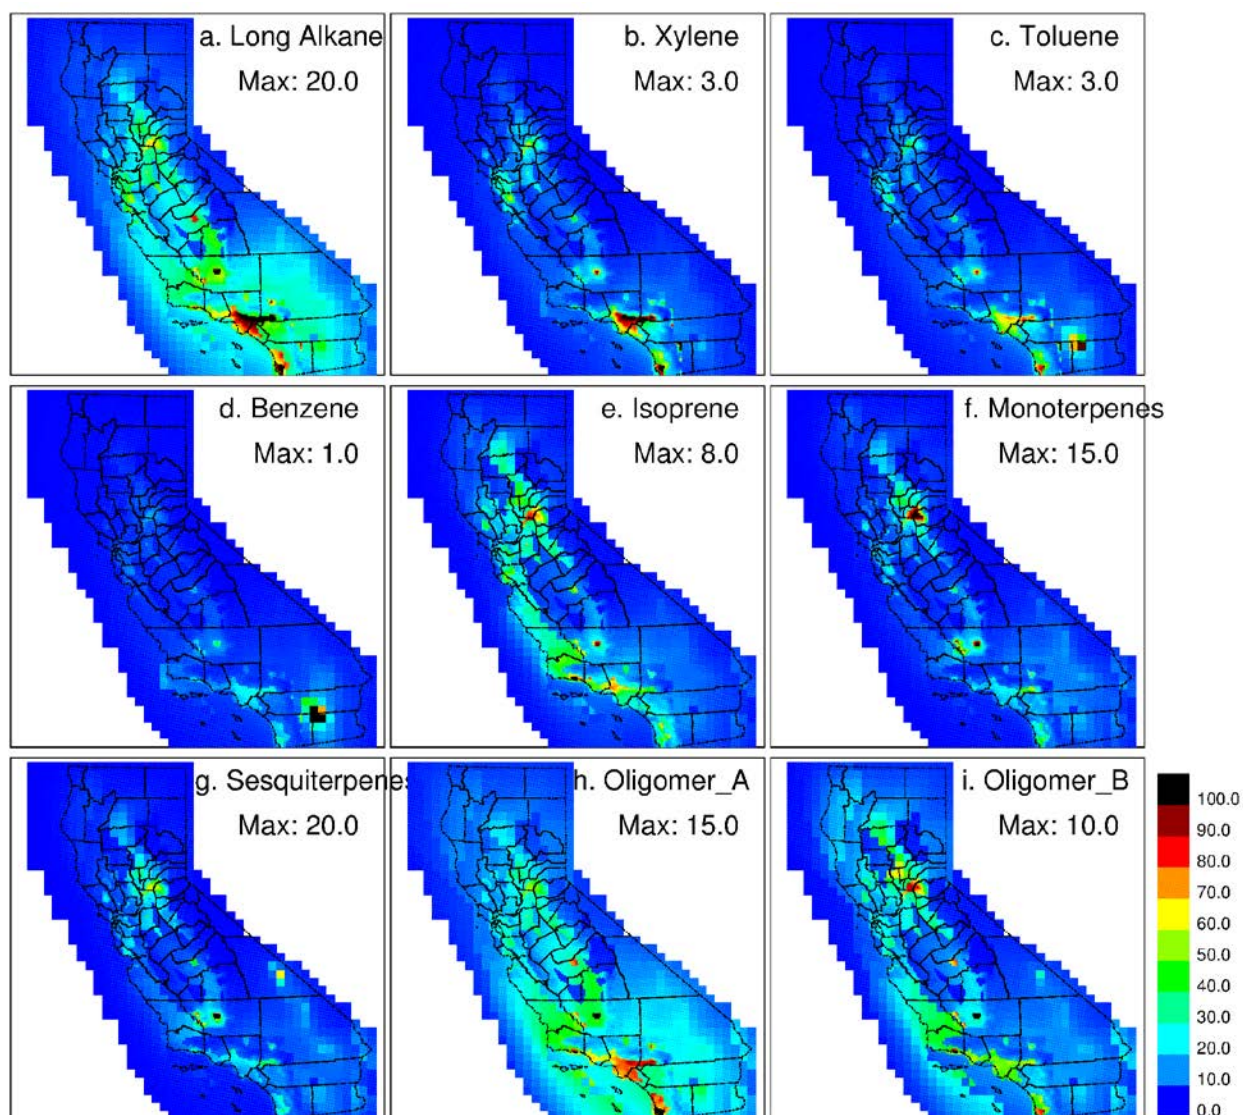 a. Long Alkane
Max: 20.0
b. Xylene
Max: 3.0
c. Toluene
Max: 3.0
d. Benzene
Max: 1.0
e. Isoprene
Max: 8.0
f. Monoterpenes
Max: 15.0
g. Sesquiterpenes
Max: 20.0
h. Oligomer_A
Max: 15.0
i. Oligomer_B
Max: 10.0
100.0
90.0
80.0
70.0
60.0
50.0
40.0
30.0
20.0
10.0
0.0